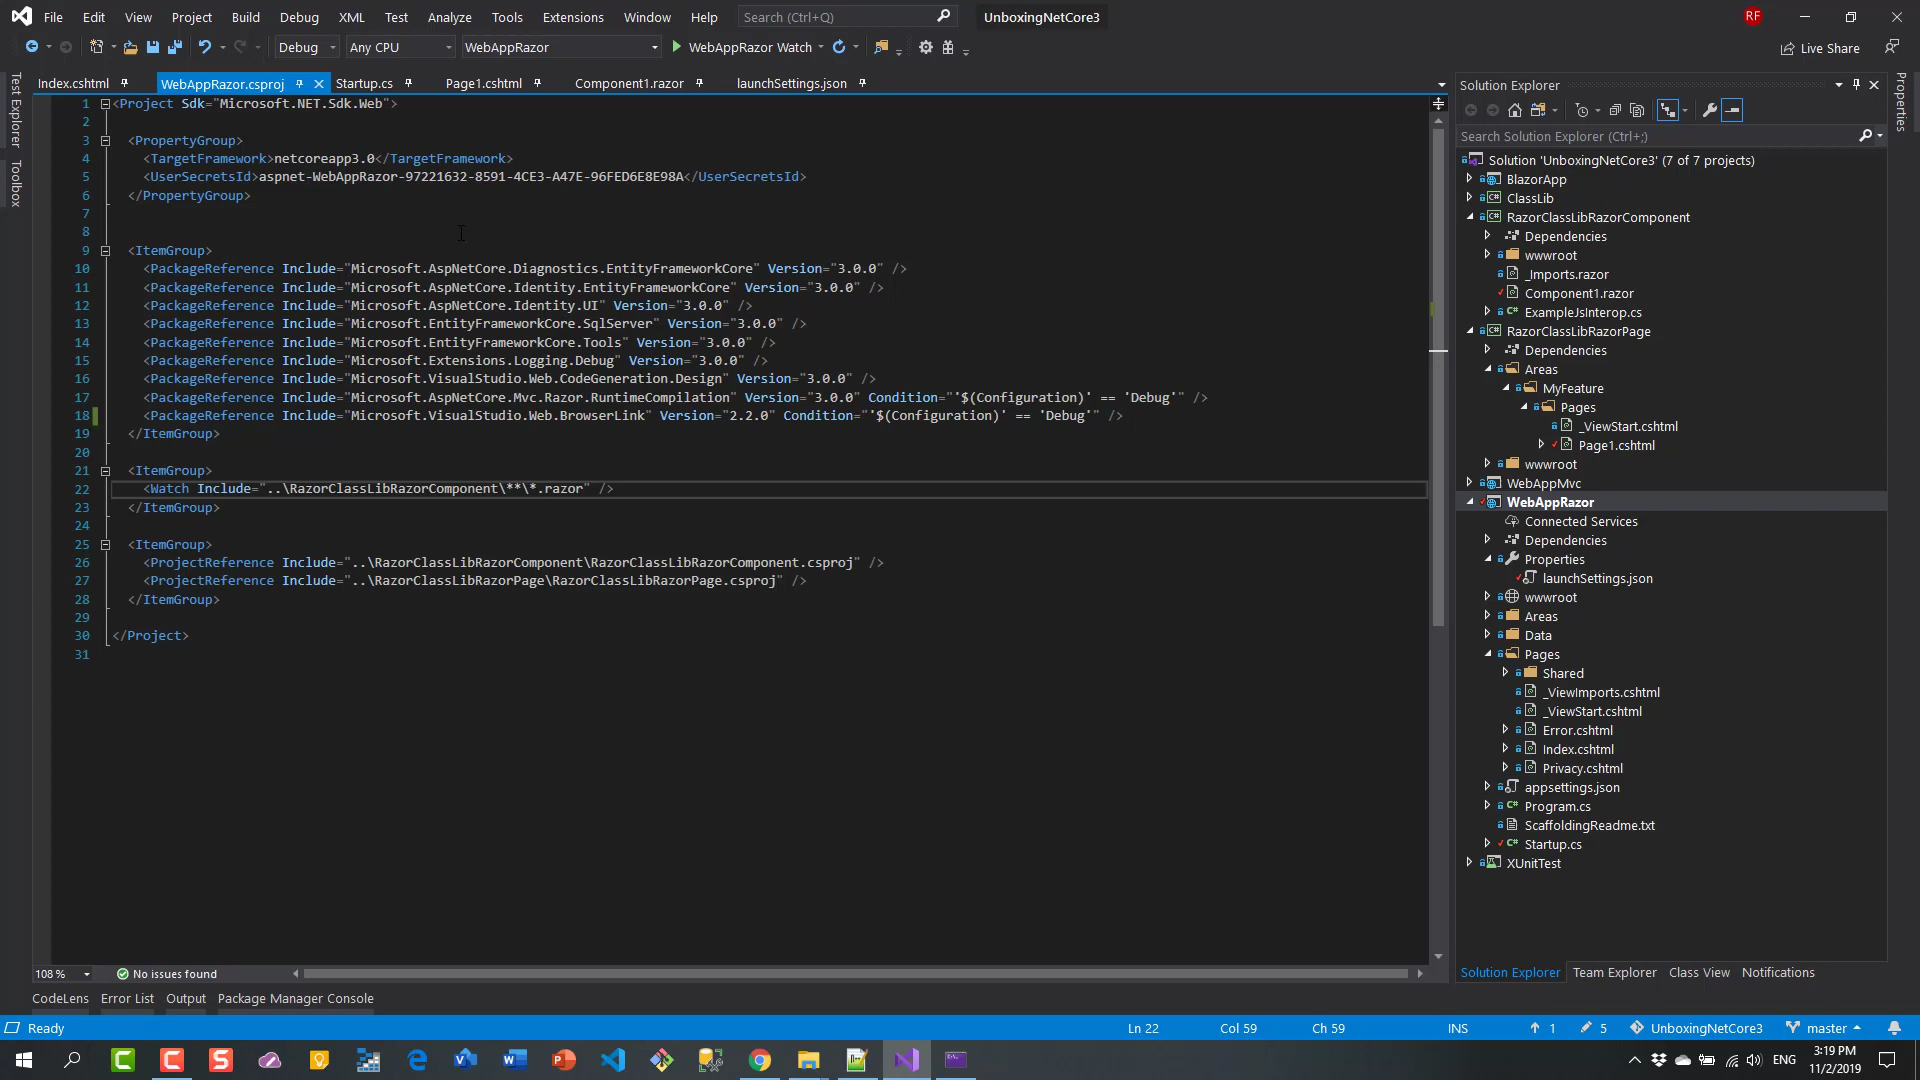 File Edit View Project Build Debug XML Test Analyze Tools Extensions Window Help Search (Ctrl+Q) UnboxingNetCore3 RF
Debug Any CPU WebAppRazor WebAppRazor Watch Live Share
Index.cshtml WebAppRazor.csproj Startup.cs Page1.cshtml Component1.razor launchSettings.json
Test Explorer
Toolbox
1 <Project Sdk="Microsoft.NET.Sdk.Web">
2
3 <PropertyGroup>
4 <TargetFramework>netcoreapp3.0</TargetFramework>
5 <UserSecretsId>aspnet-WebAppRazor-97221632-8591-4CE3-A47E-96FED6E8E98A</UserSecretsId>
6 </PropertyGroup>
7
8
9 <ItemGroup>
10 <PackageReference Include="Microsoft.AspNetCore.Diagnostics.EntityFrameworkCore" Version="3.0.0" />
11 <PackageReference Include="Microsoft.AspNetCore.Identity.EntityFrameworkCore" Version="3.0.0" />
12 <PackageReference Include="Microsoft.AspNetCore.Identity.UI" Version="3.0.0" />
13 <PackageReference Include="Microsoft.EntityFrameworkCore.SqlServer" Version="3.0.0" />
14 <PackageReference Include="Microsoft.EntityFrameworkCore.Tools" Version="3.0.0" />
15 <PackageReference Include="Microsoft.Extensions.Logging.Debug" Version="3.0.0" />
16 <PackageReference Include="Microsoft.VisualStudio.Web.CodeGeneration.Design" Version="3.0.0" />
17 <PackageReference Include="Microsoft.AspNetCore.Mvc.Razor.RuntimeCompilation" Version="3.0.0" Condition="'$(Configuration)' == 'Debug'" />
18 <PackageReference Include="Microsoft.VisualStudio.Web.BrowserLink" Version="2.2.0" Condition="'$(Configuration)' == 'Debug'" />
19 </ItemGroup>
20
21 <ItemGroup>
22 <Watch Include="..\RazorClassLibRazorComponent\**\*.razor" />
23 </ItemGroup>
24
25 <ItemGroup>
26 <ProjectReference Include="..\RazorClassLibRazorComponent\RazorClassLibRazorComponent.csproj" />
27 <ProjectReference Include="..\RazorClassLibRazorPage\RazorClassLibRazorPage.csproj" />
28 </ItemGroup>
29
30 </Project>
31
Solution Explorer
Search Solution Explorer (Ctrl+;)
Solution 'UnboxingNetCore3' (7 of 7 projects)
BlazorApp
ClassLib
RazorClassLibRazorComponent
Dependencies
wwwroot
_Imports.razor
Component1.razor
ExampleJsInterop.cs
RazorClassLibRazorPage
Dependencies
Areas
MyFeature
Pages
_ViewStart.cshtml
Page1.cshtml
wwwroot
WebAppMvc
WebAppRazor
Connected Services
Dependencies
Properties
launchSettings.json
wwwroot
Areas
Data
Pages
Shared
_ViewImports.cshtml
_ViewStart.cshtml
Error.cshtml
Index.cshtml
Privacy.cshtml
appsettings.json
Program.cs
ScaffoldingReadme.txt
Startup.cs
XUnitTest
Properties
108 % No issues found
Solution Explorer Team Explorer Class View Notifications
CodeLens Error List Output Package Manager Console
Ready Ln 22 Col 59 Ch 59 INS 1 5 UnboxingNetCore3 master
ENG
3:19 PM
11/2/2019